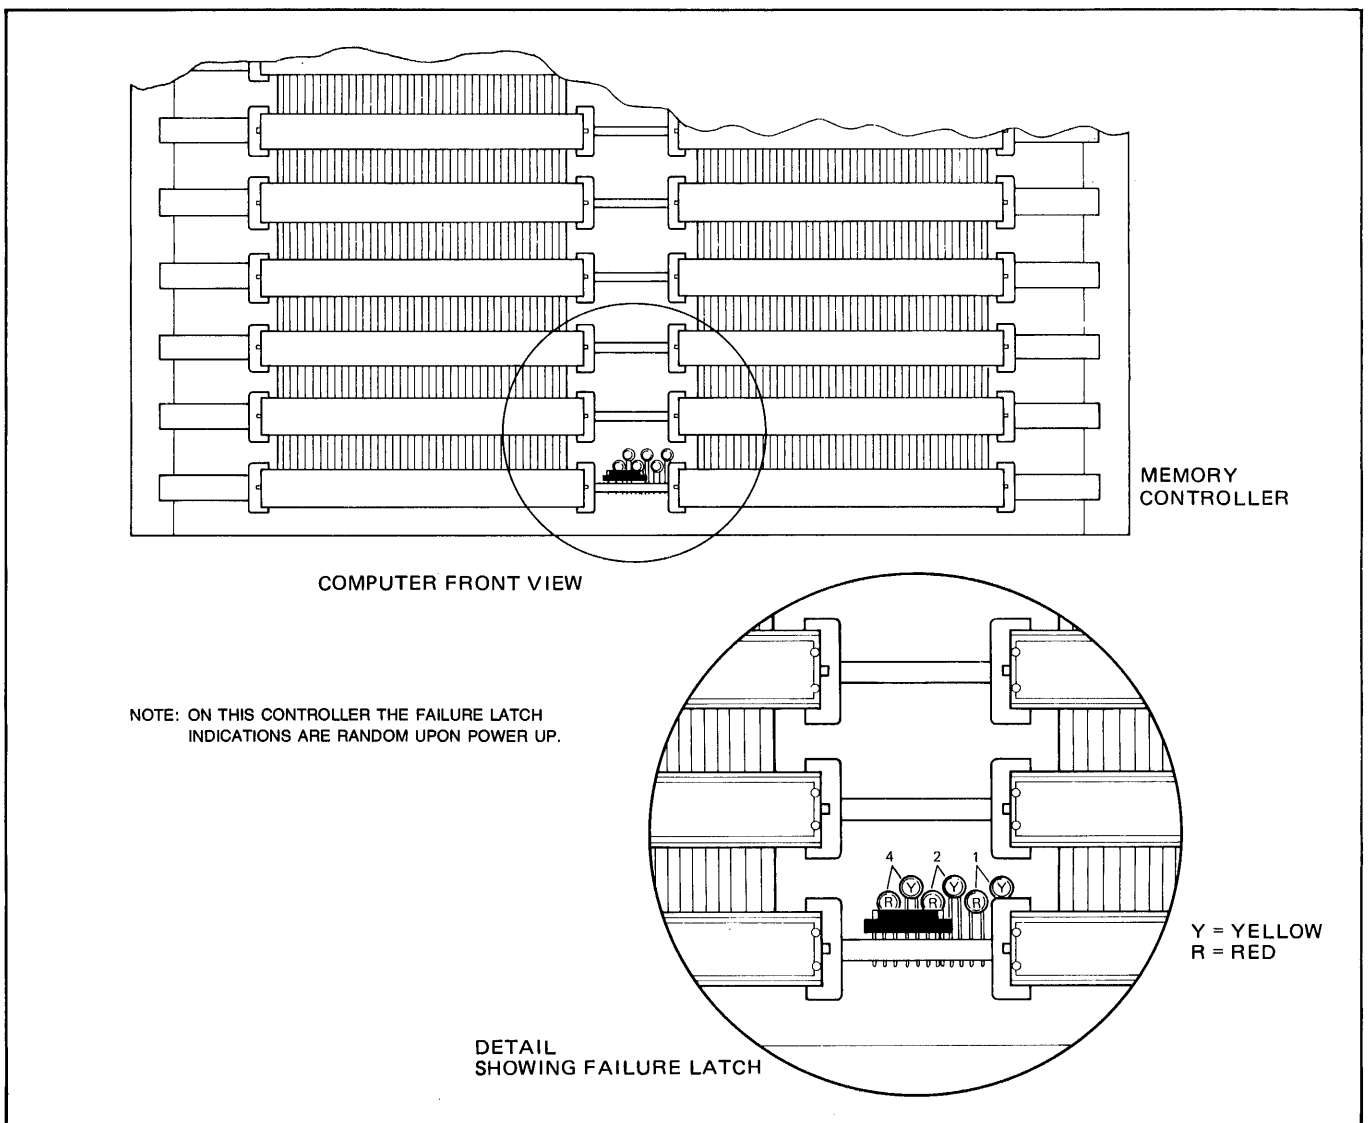 MEMORY
CONTROLLER
COMPUTER FRONT VIEW
NOTE: ON THIS CONTROLLER THE FAILURE LATCH
INDICATIONS ARE RANDOM UPON POWER UP.
4 2 1
Y Y Y
R R R
Y = YELLOW
R = RED
DETAIL
SHOWING FAILURE LATCH